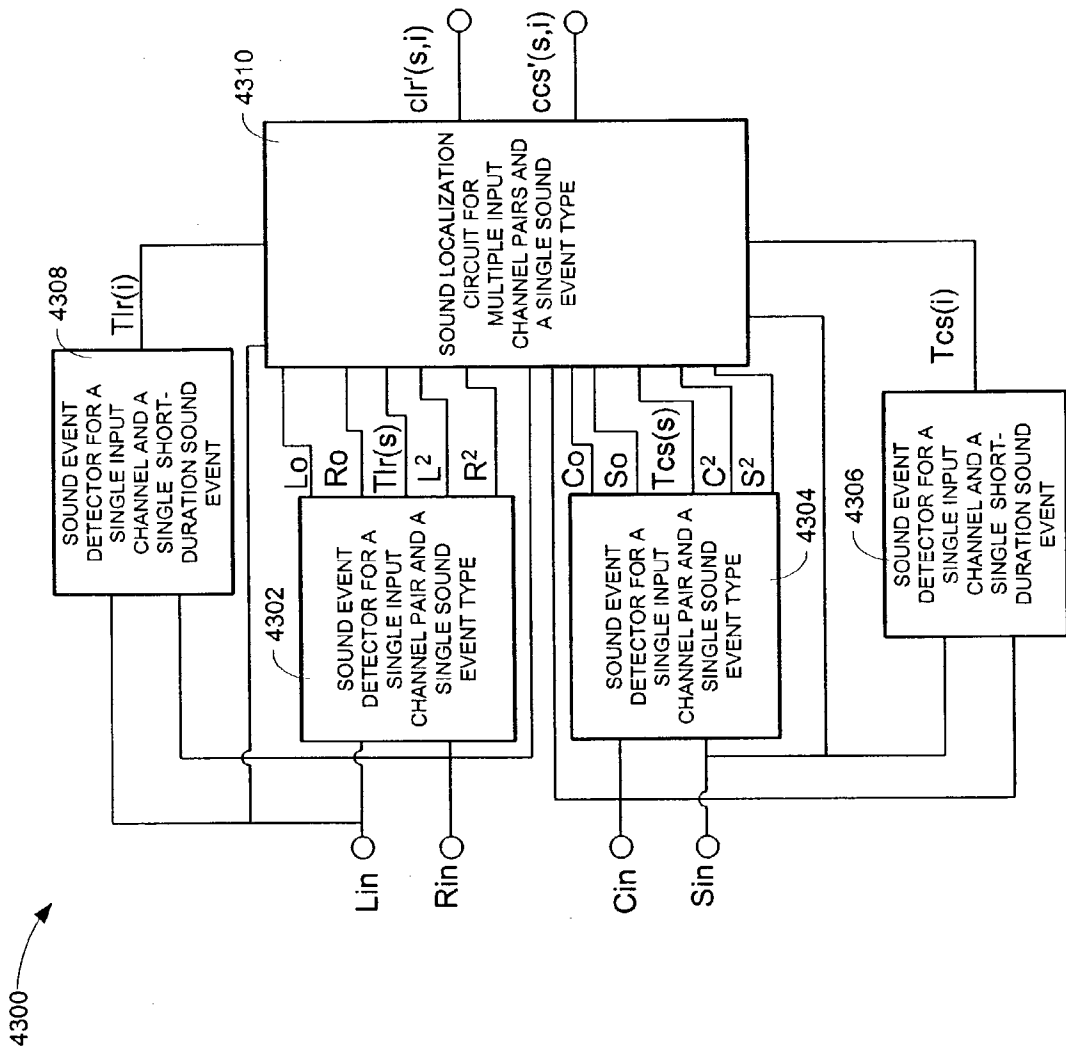 4300
4308
SOUND EVENT
DETECTOR FOR A
SINGLE INPUT
CHANNEL AND A
SINGLE SHORT-
DURATION SOUND
EVENT
Tlr(i)
4310
SOUND LOCALIZATION
CIRCUIT FOR
MULTIPLE INPUT
CHANNEL PAIRS AND
A SINGLE SOUND
EVENT TYPE
clr'(s,i)
ccs'(s,i)
4302
SOUND EVENT
DETECTOR FOR A
SINGLE INPUT
CHANNEL PAIR AND A
SINGLE SOUND
EVENT TYPE
Lo
Ro
Tlr(s)
L²
R²
Lin
Rin
SOUND EVENT
DETECTOR FOR A
SINGLE INPUT
CHANNEL PAIR AND A
SINGLE SOUND
EVENT TYPE
4304
Co
So
Tcs(s)
C²
S²
Cin
Sin
4306
SOUND EVENT
DETECTOR FOR A
SINGLE INPUT
CHANNEL AND A
SINGLE SHORT-
DURATION SOUND
EVENT
Tcs(i)